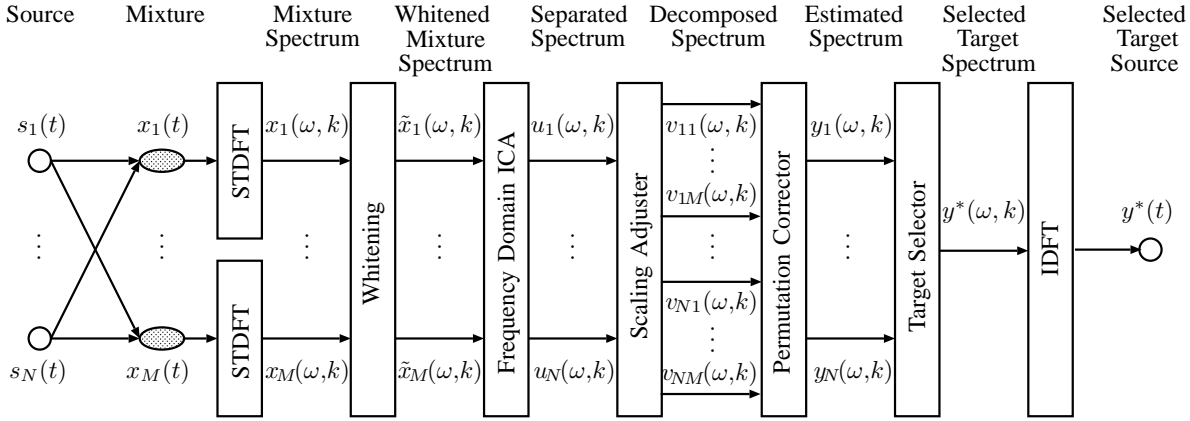 Source
Mixture
Mixture
Spectrum
Whitened
Mixture
Spectrum
Separated
Spectrum
Decomposed
Spectrum
Estimated
Spectrum
Selected
Target
Spectrum
Selected
Target
Source
s₁(t)
x₁(t)
STDFT
x₁(ω, k)
x̃₁(ω, k)
u₁(ω, k)
v₁₁(ω, k)
⋮
v₁M(ω,k)
y₁(ω, k)
y*(ω, k)
y*(t)
⋮
⋮
⋮
Whitening
⋮
Frequency Domain ICA
⋮
Scaling Adjuster
⋮
Permutation Corrector
⋮
Target Selector
IDFT
vN1(ω, k)
⋮
vNM(ω,k)
sN(t)
xM(t)
STDFT
xM(ω,k)
x̃M(ω,k)
uN(ω,k)
yN(ω,k)